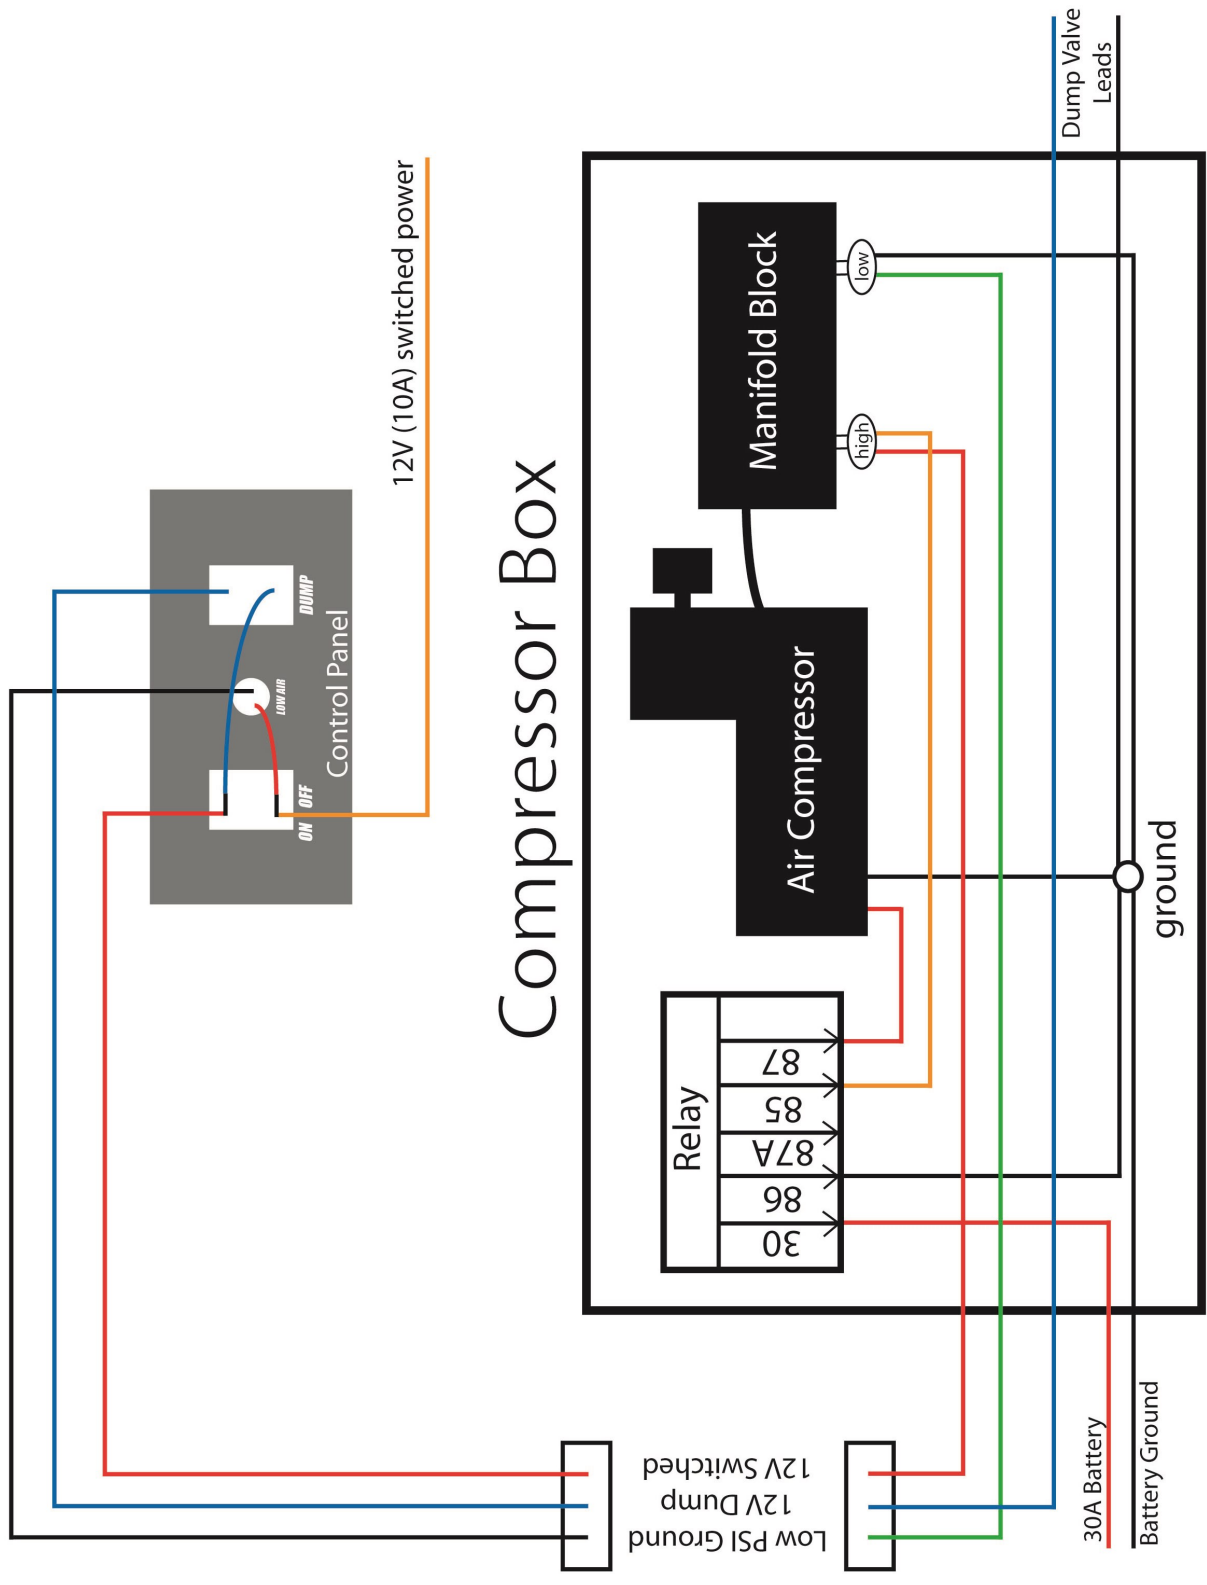 Dump Valve
Leads
12V (10A) switched power
Compressor Box
Manifold Block
low
high
DUMP
LOW AIR
ON OFF
Control Panel
Air Compressor
ground
Relay
87
85
87A
86
30
12V Switched
12V Dump
Low PSI Ground
30A Battery
Battery Ground